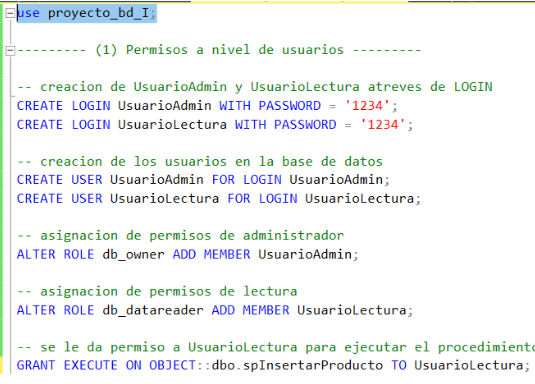 use proyecto_bd_I;
--------- (1) Permisos a nivel de usuarios ---------
-- creacion de UsuarioAdmin y UsuarioLectura atreves de LOGIN
CREATE LOGIN UsuarioAdmin WITH PASSWORD = '1234';
CREATE LOGIN UsuarioLectura WITH PASSWORD = '1234';
-- creacion de los usuarios en la base de datos
CREATE USER UsuarioAdmin FOR LOGIN UsuarioAdmin;
CREATE USER UsuarioLectura FOR LOGIN UsuarioLectura;
-- asignacion de permisos de administrador
ALTER ROLE db_owner ADD MEMBER UsuarioAdmin;
-- asignacion de permisos de lectura
ALTER ROLE db_datareader ADD MEMBER UsuarioLectura;
-- se le da permiso a UsuarioLectura para ejecutar el procedimiento
GRANT EXECUTE ON OBJECT::dbo.spInsertarProducto TO UsuarioLectura;